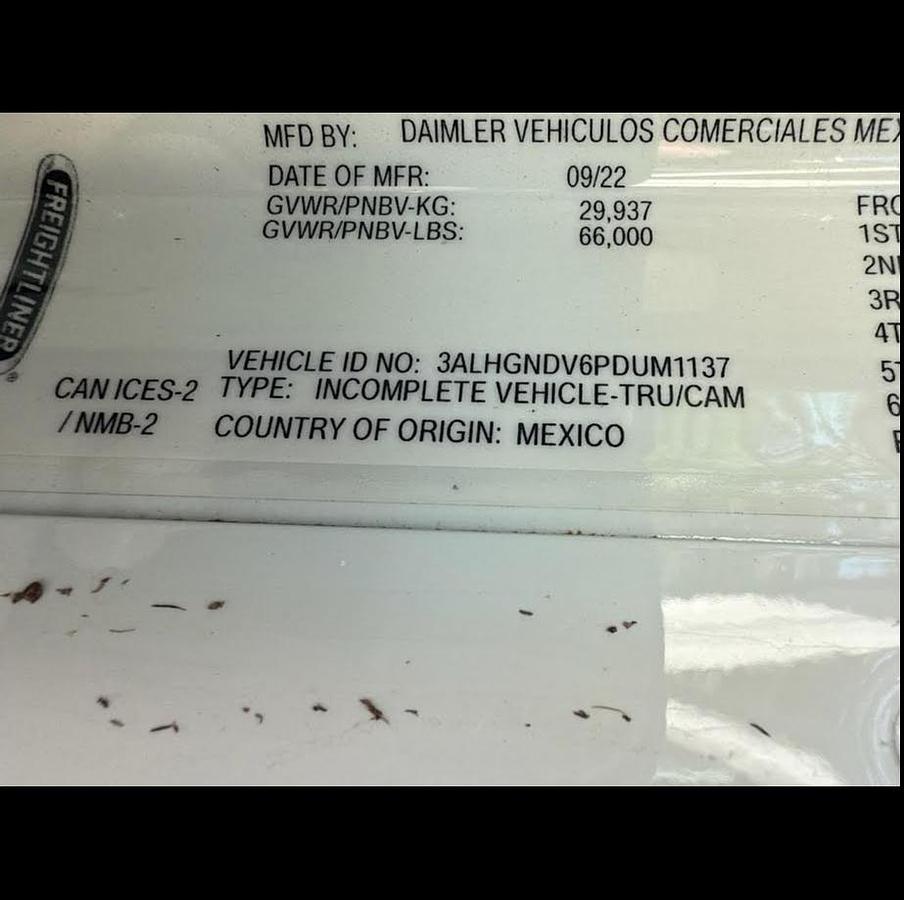 MFD BY: DAIMLER VEHICULOS COMERCIALES
FREIGHTLINER
DATE OF MFR: 09/22
GVWR/PNBV-KG: 29,937
GVWR/PNBV-LBS: 66,000
VEHICLE ID NO: 3ALHGNDV6PDUM1137
CAN ICES-2 TYPE: INCOMPLETE VEHICLE-TRU/CAM
/ NMB-2 COUNTRY OF ORIGIN: MEXICO